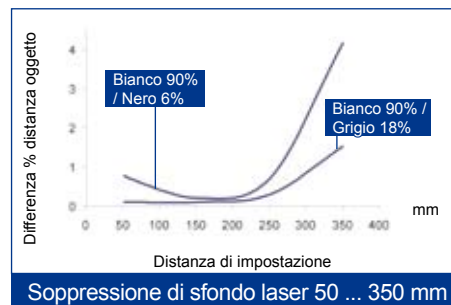 4
3
2
1
0
Differenza % distanza oggetto
Bianco 90%
/ Nero 6%
Bianco 90% /
Grigio 18%
0 50 100 150 200 250 300 350 400
mm
Distanza di impostazione
Soppressione di sfondo laser 50 ... 350 mm